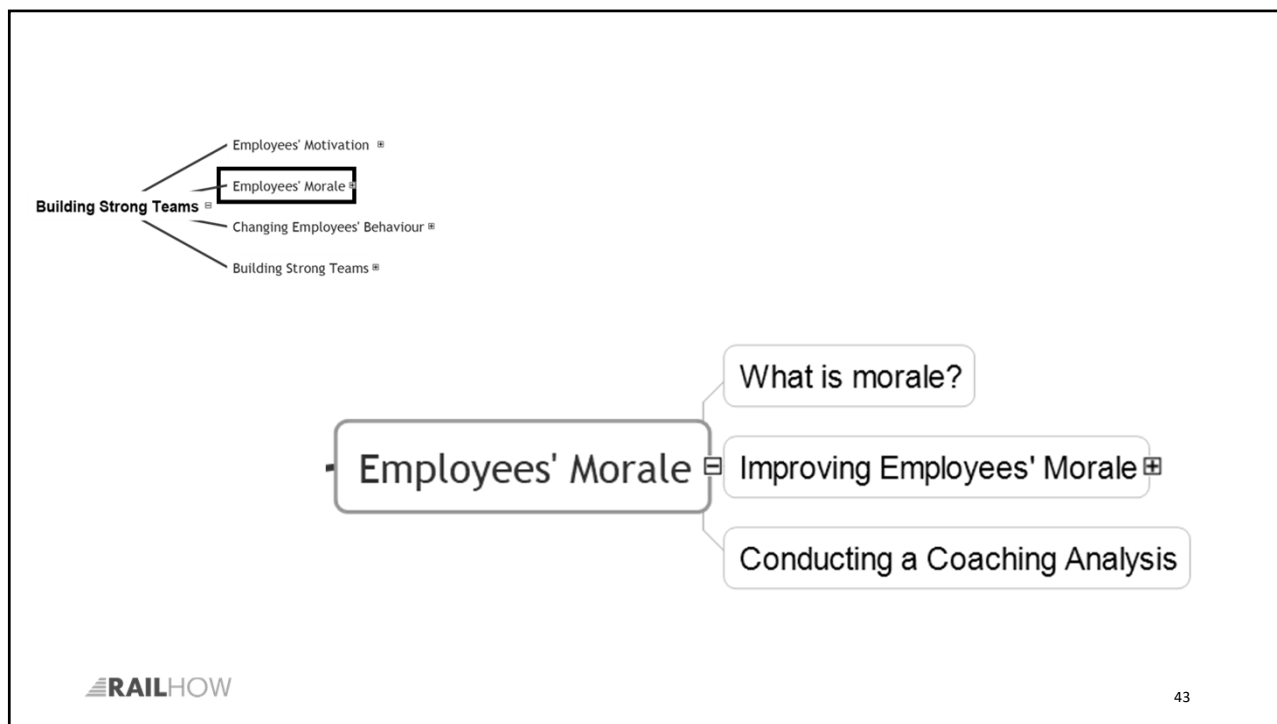 Employees' Motivation
Employees' Morale
Building Strong Teams
Changing Employees' Behaviour
Building Strong Teams
What is morale?
Employees' Morale
Improving Employees' Morale
Conducting a Coaching Analysis
RAILHOW
43